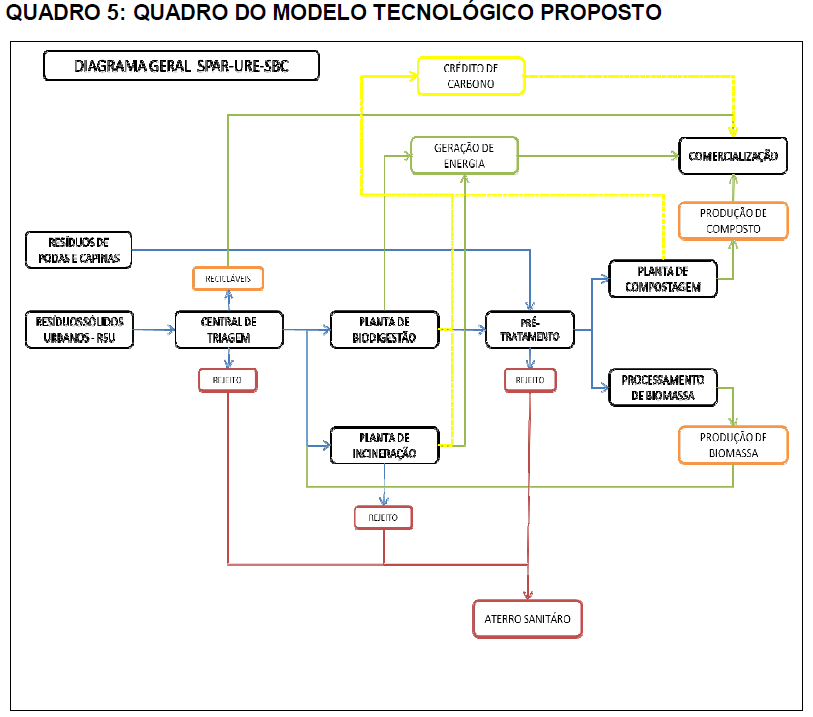 QUADRO 5: QUADRO DO MODELO TECNOLÓGICO PROPOSTO
DIAGRAMA GERAL SPAR-URE-SBC
CRÉDITO DE
CARBONO
GERAÇÃO DE
ENERGIA
COMERCIALIZAÇÃO
PRODUÇÃO DE
COMPOSTO
RESÍDUOS DE
PODAS E CAPINAS
RECICLÁVEIS
PLANTA DE
COMPOSTAGEM
RESÍDUOS SÓLIDOS
URBANOS - RSU
CENTRAL DE
TRIAGEM
PLANTA DE
BIODIGESTÃO
PRÉ-
TRATAMENTO
REJEITO
REJEITO
PROCESSAMENTO
DE BIOMASSA
PLANTA DE
INCINERAÇÃO
PRODUÇÃO DE
BIOMASSA
REJEITO
ATERRO SANITÁRO